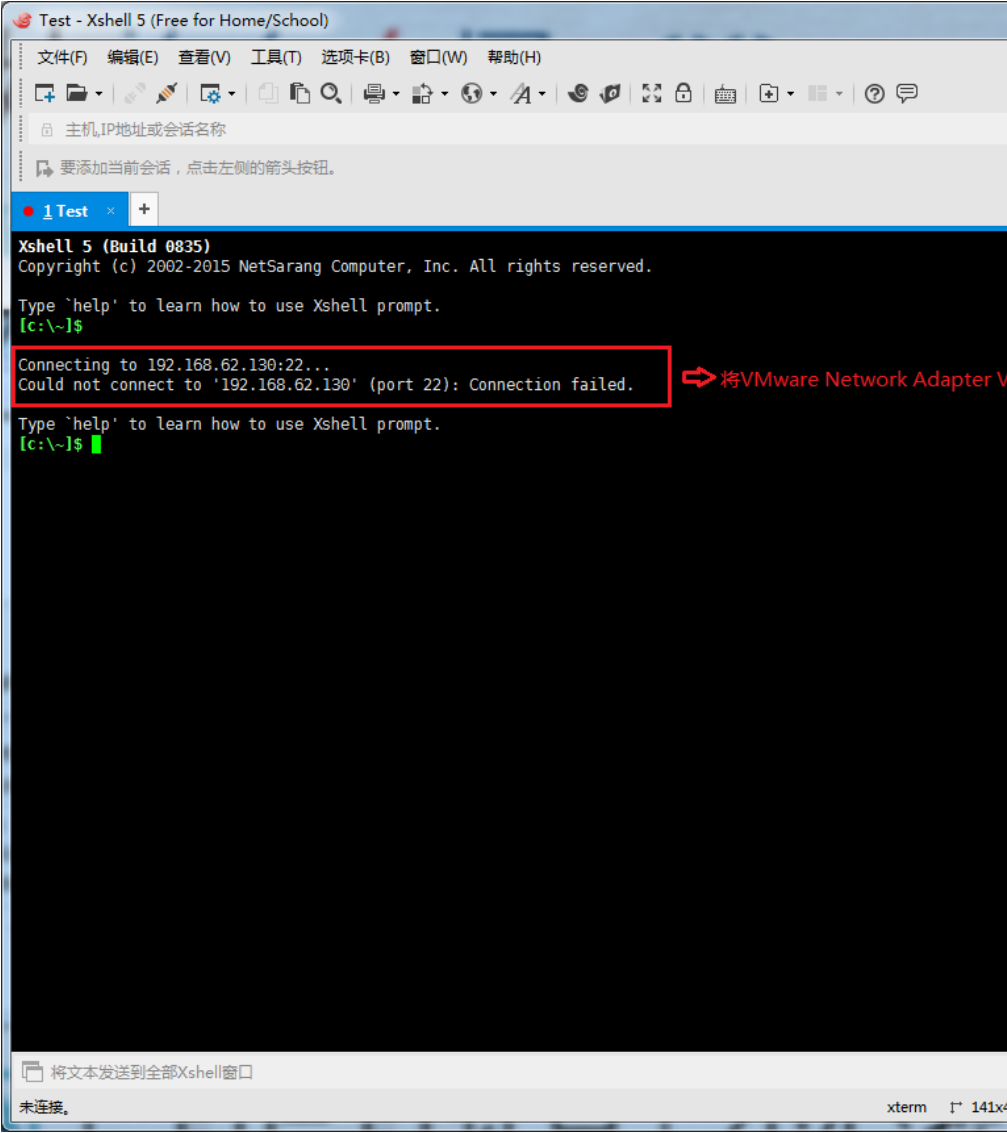 Test - Xshell 5 (Free for Home/School)
文件(F) 编辑(E) 查看(V) 工具(T) 选项卡(B) 窗口(W) 帮助(H)
主机,IP地址或会话名称
要添加当前会话，点击左侧的箭头按钮。
1 Test × +
Xshell 5 (Build 0835)
Copyright (c) 2002-2015 NetSarang Computer, Inc. All rights reserved.
Type `help' to learn how to use Xshell prompt.
[c:\~]$
Connecting to 192.168.62.130:22...
Could not connect to '192.168.62.130' (port 22): Connection failed.
将VMware Network Adapter V
Type `help' to learn how to use Xshell prompt.
[c:\~]$
将文本发送到全部Xshell窗口
未连接。 xterm 141x4